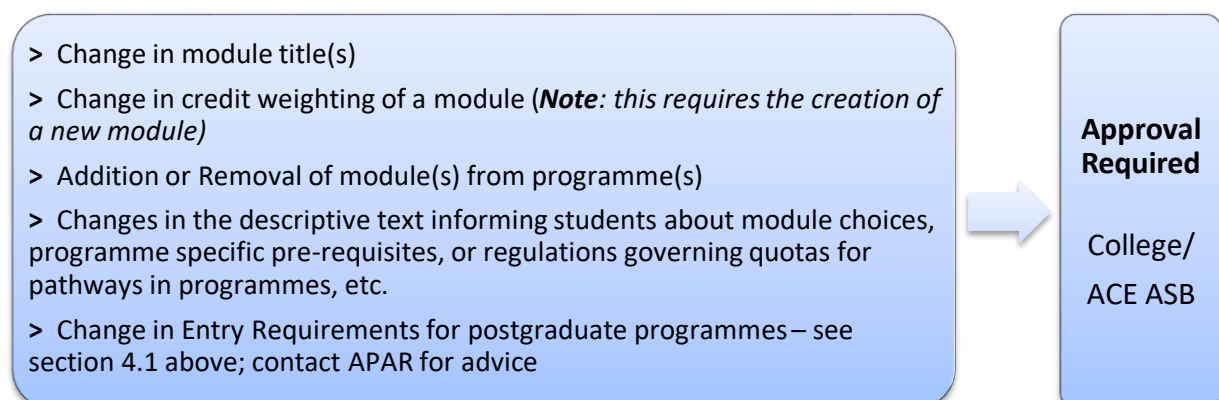 > Change in module title(s)
> Change in credit weighting of a module (Note: this requires the creation of
a new module)
> Addition or Removal of module(s) from programme(s)
> Changes in the descriptive text informing students about module choices,
programme specific pre-requisites, or regulations governing quotas for
pathways in programmes, etc.
> Change in Entry Requirements for postgraduate programmes – see
section 4.1 above; contact APAR for advice
Approval
Required
College/
ACE ASB